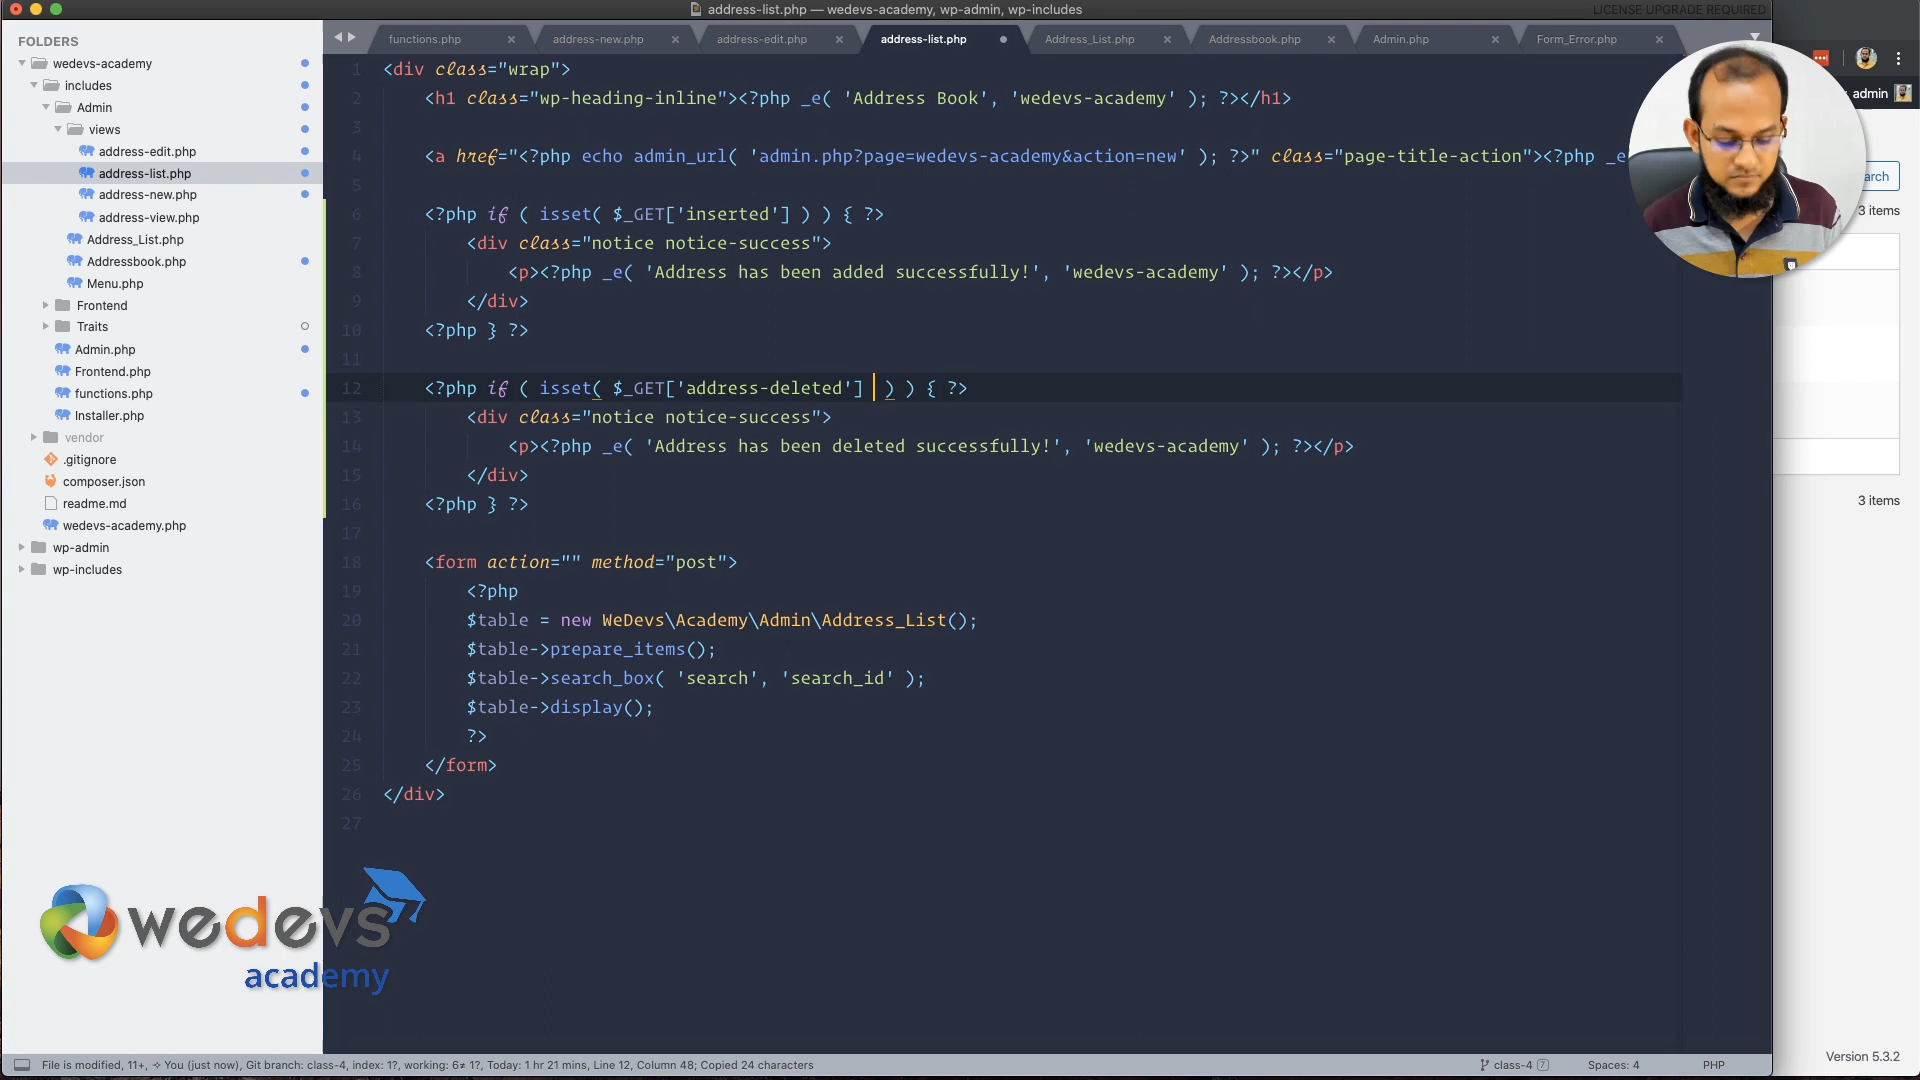 address-list.php — wedevs-academy, wp-admin, wp-includes
LICENSE UPGRADE REQUIRED
FOLDERS
wedevs-academy
includes
Admin
views
address-edit.php
address-list.php
address-new.php
address-view.php
Address_List.php
Addressbook.php
Menu.php
Frontend
Traits
Admin.php
Frontend.php
functions.php
Installer.php
vendor
.gitignore
composer.json
readme.md
wedevs-academy.php
wp-admin
wp-includes
functions.php
address-new.php
address-edit.php
address-list.php
Address_List.php
Addressbook.php
Admin.php
Form_Error.php
1 <div class="wrap">
2 <h1 class="wp-heading-inline"><?php _e( 'Address Book', 'wedevs-academy' ); ?></h1>
3
4 <a href="<?php echo admin_url( 'admin.php?page=wedevs-academy&action=new' ); ?>" class="page-title-action"><?php _e
5
6 <?php if ( isset( $_GET['inserted'] ) ) { ?>
7 <div class="notice notice-success">
8 <p><?php _e( 'Address has been added successfully!', 'wedevs-academy' ); ?></p>
9 </div>
10 <?php } ?>
11
12 <?php if ( isset( $_GET['address-deleted'] ) ) { ?>
13 <div class="notice notice-success">
14 <p><?php _e( 'Address has been deleted successfully!', 'wedevs-academy' ); ?></p>
15 </div>
16 <?php } ?>
17
18 <form action="" method="post">
19 <?php
20 $table = new WeDevs\Academy\Admin\Address_List();
21 $table->prepare_items();
22 $table->search_box( 'search', 'search_id' );
23 $table->display();
24 ?>
25 </form>
26 </div>
27
admin
arch
3 items
3 items
Version 5.3.2
wedevs
academy
File is modified, 11+, ✧ You (just now), Git branch: class-4, index: 1?, working: 6≠ 1?, Today: 1 hr 21 mins, Line 12, Column 48; Copied 24 characters
class-4 7
Spaces: 4
PHP